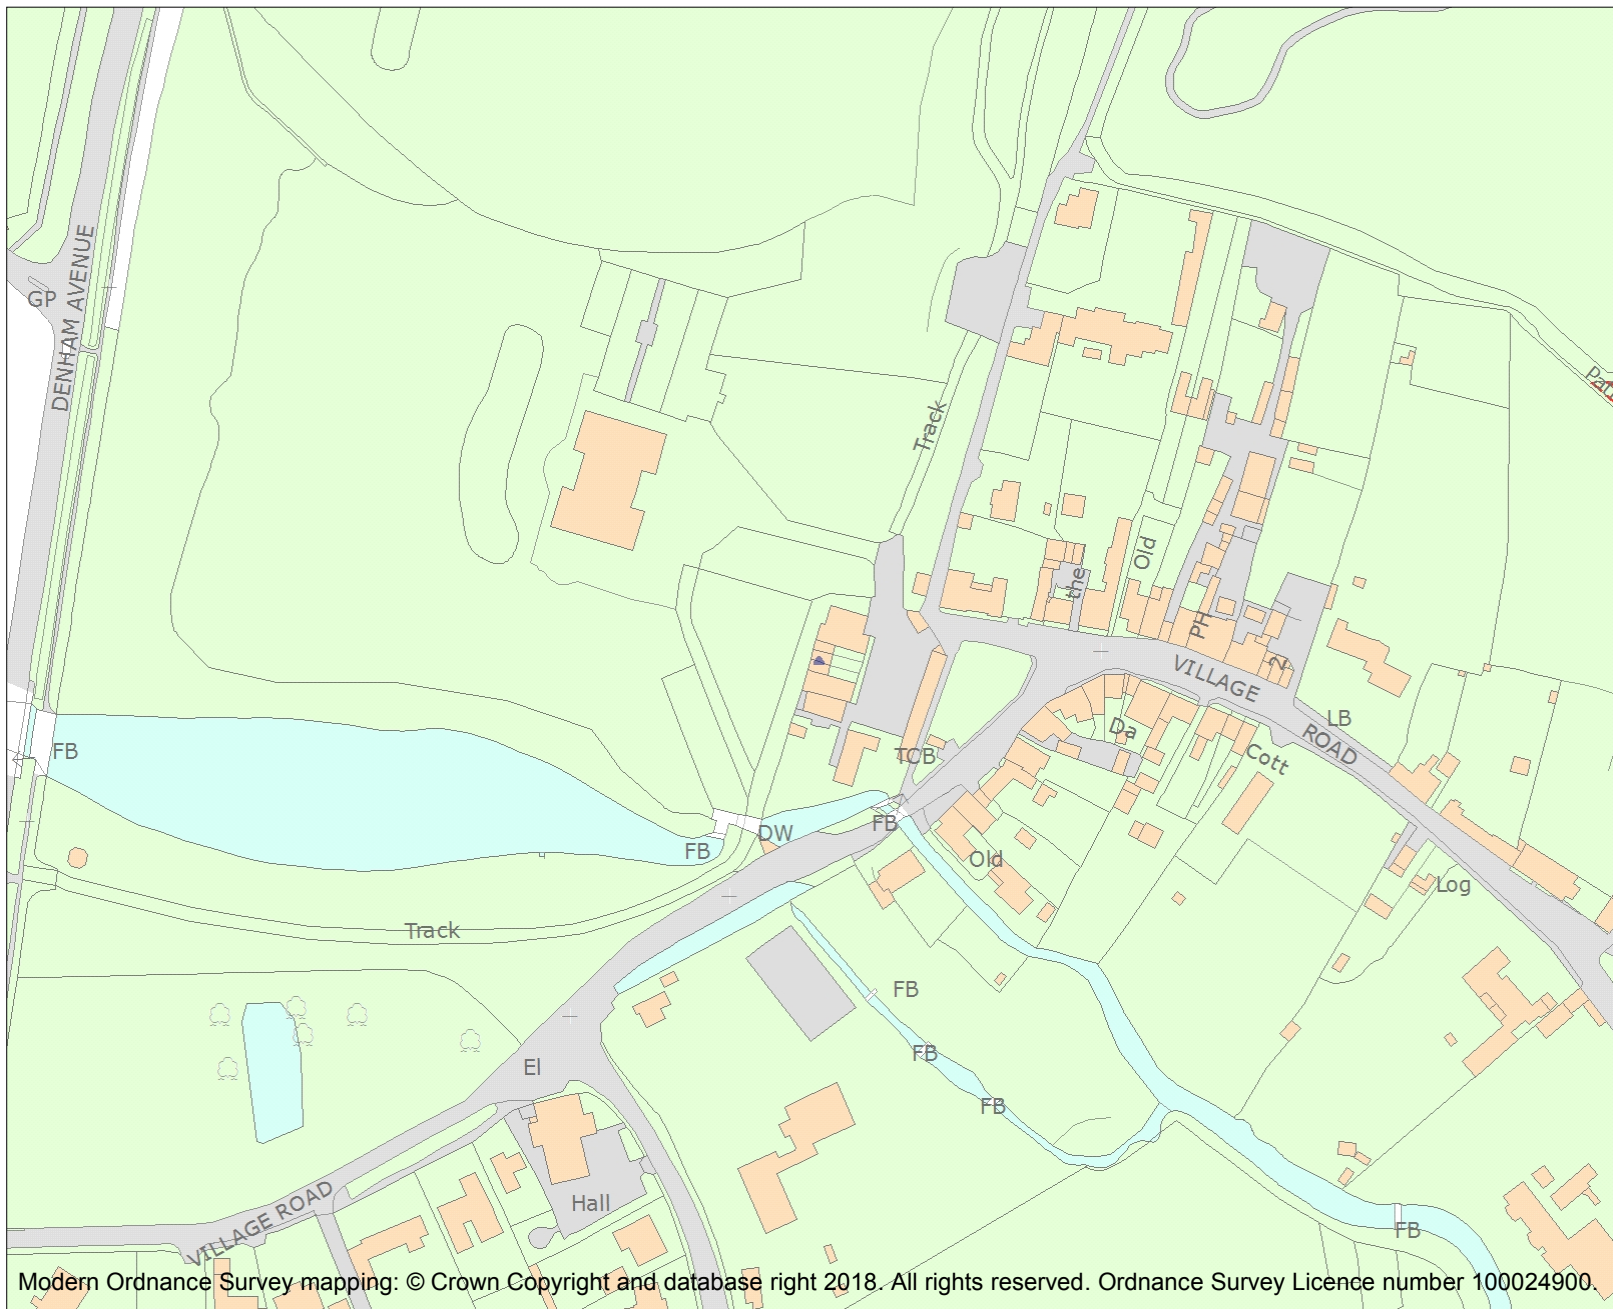 GP
DENHAM AVENUE
Track
Old
the
PH
2
VILLAGE
ROAD
LB
Da
Cott
TCB
FB
DW
FB
FB
Old
Log
Track
FB
FB
FB
El
Hall
VILLAGE ROAD
FB
Modern Ordnance Survey mapping: © Crown Copyright and database right 2018. All rights reserved. Ordnance Survey Licence number 100024900.